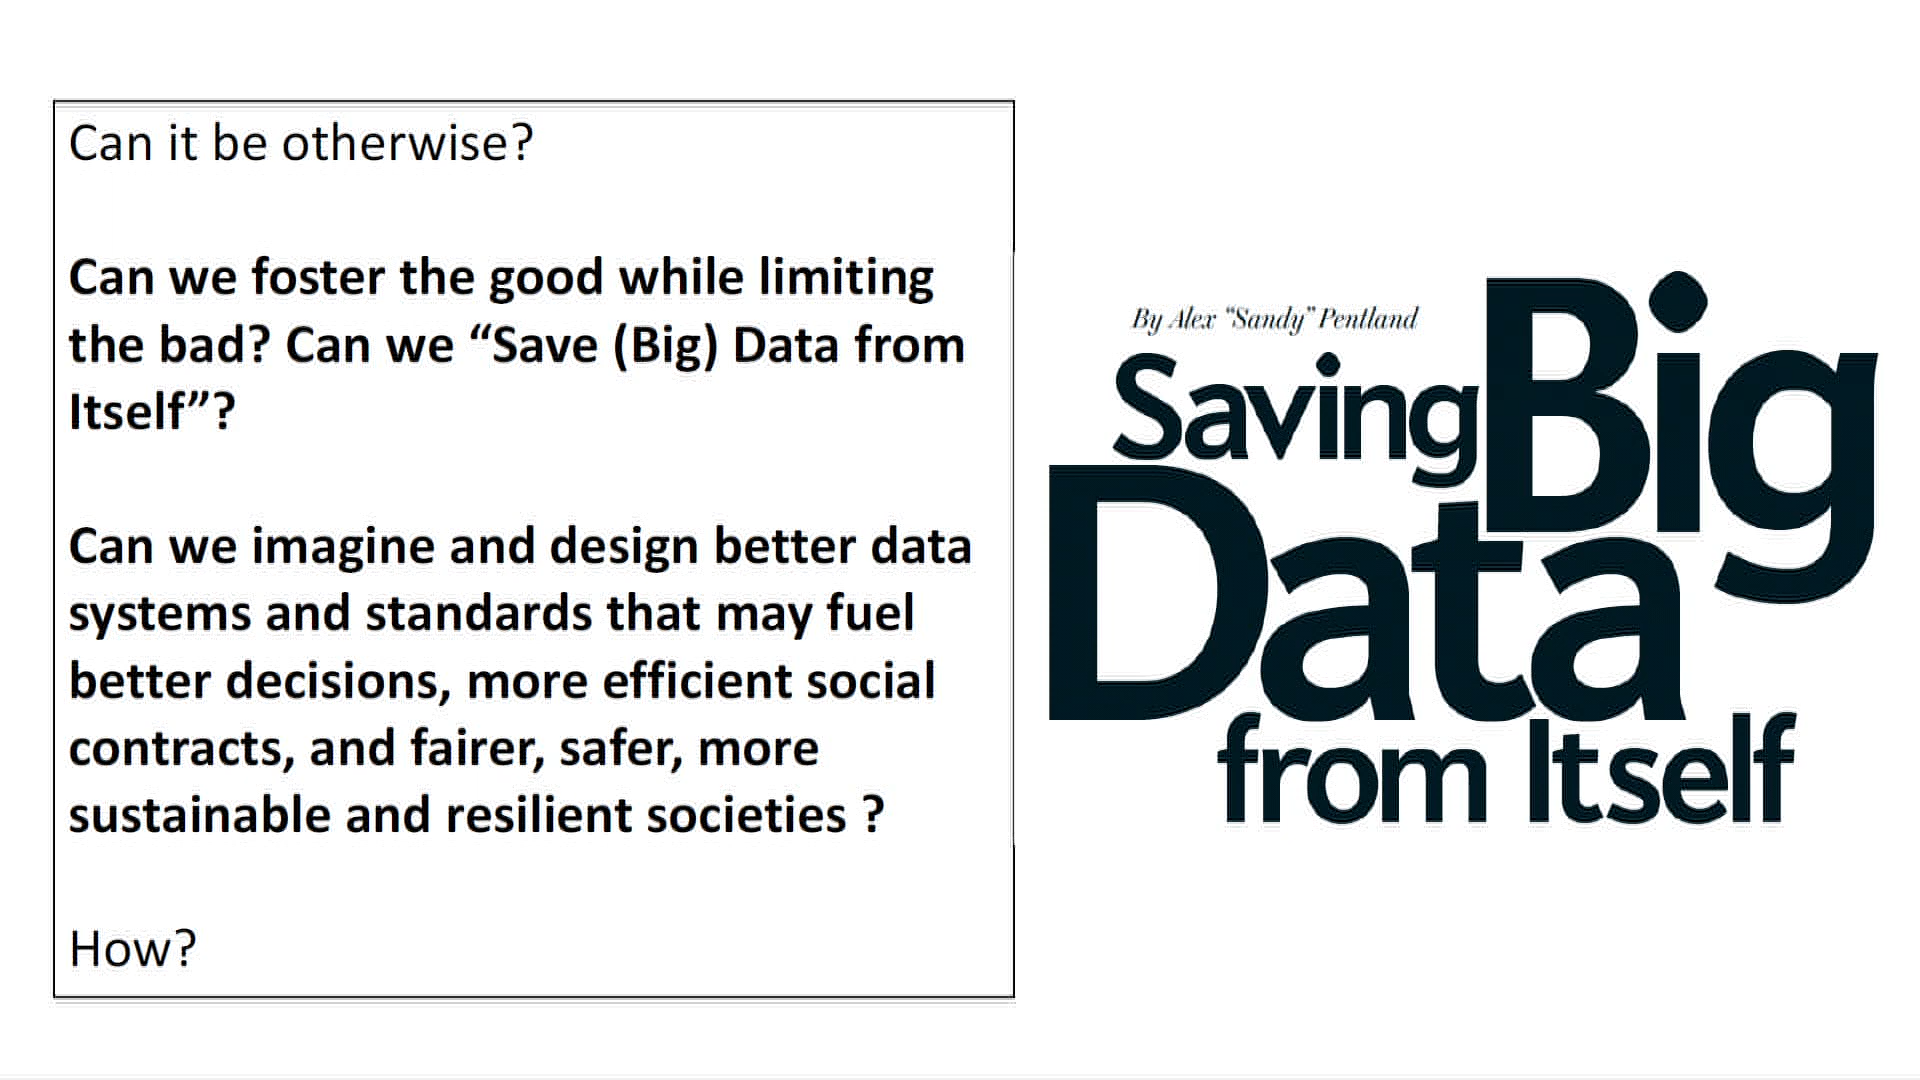 Can it be otherwise?
Can we foster the good while limiting
the bad? Can we “Save (Big) Data from
Itself”?
Can we imagine and design better data
systems and standards that may fuel
better decisions, more efficient social
contracts, and fairer, safer, more
sustainable and resilient societies ?
How?
By Alex “Sandy” Pentland
Saving Big
Data
from Itself